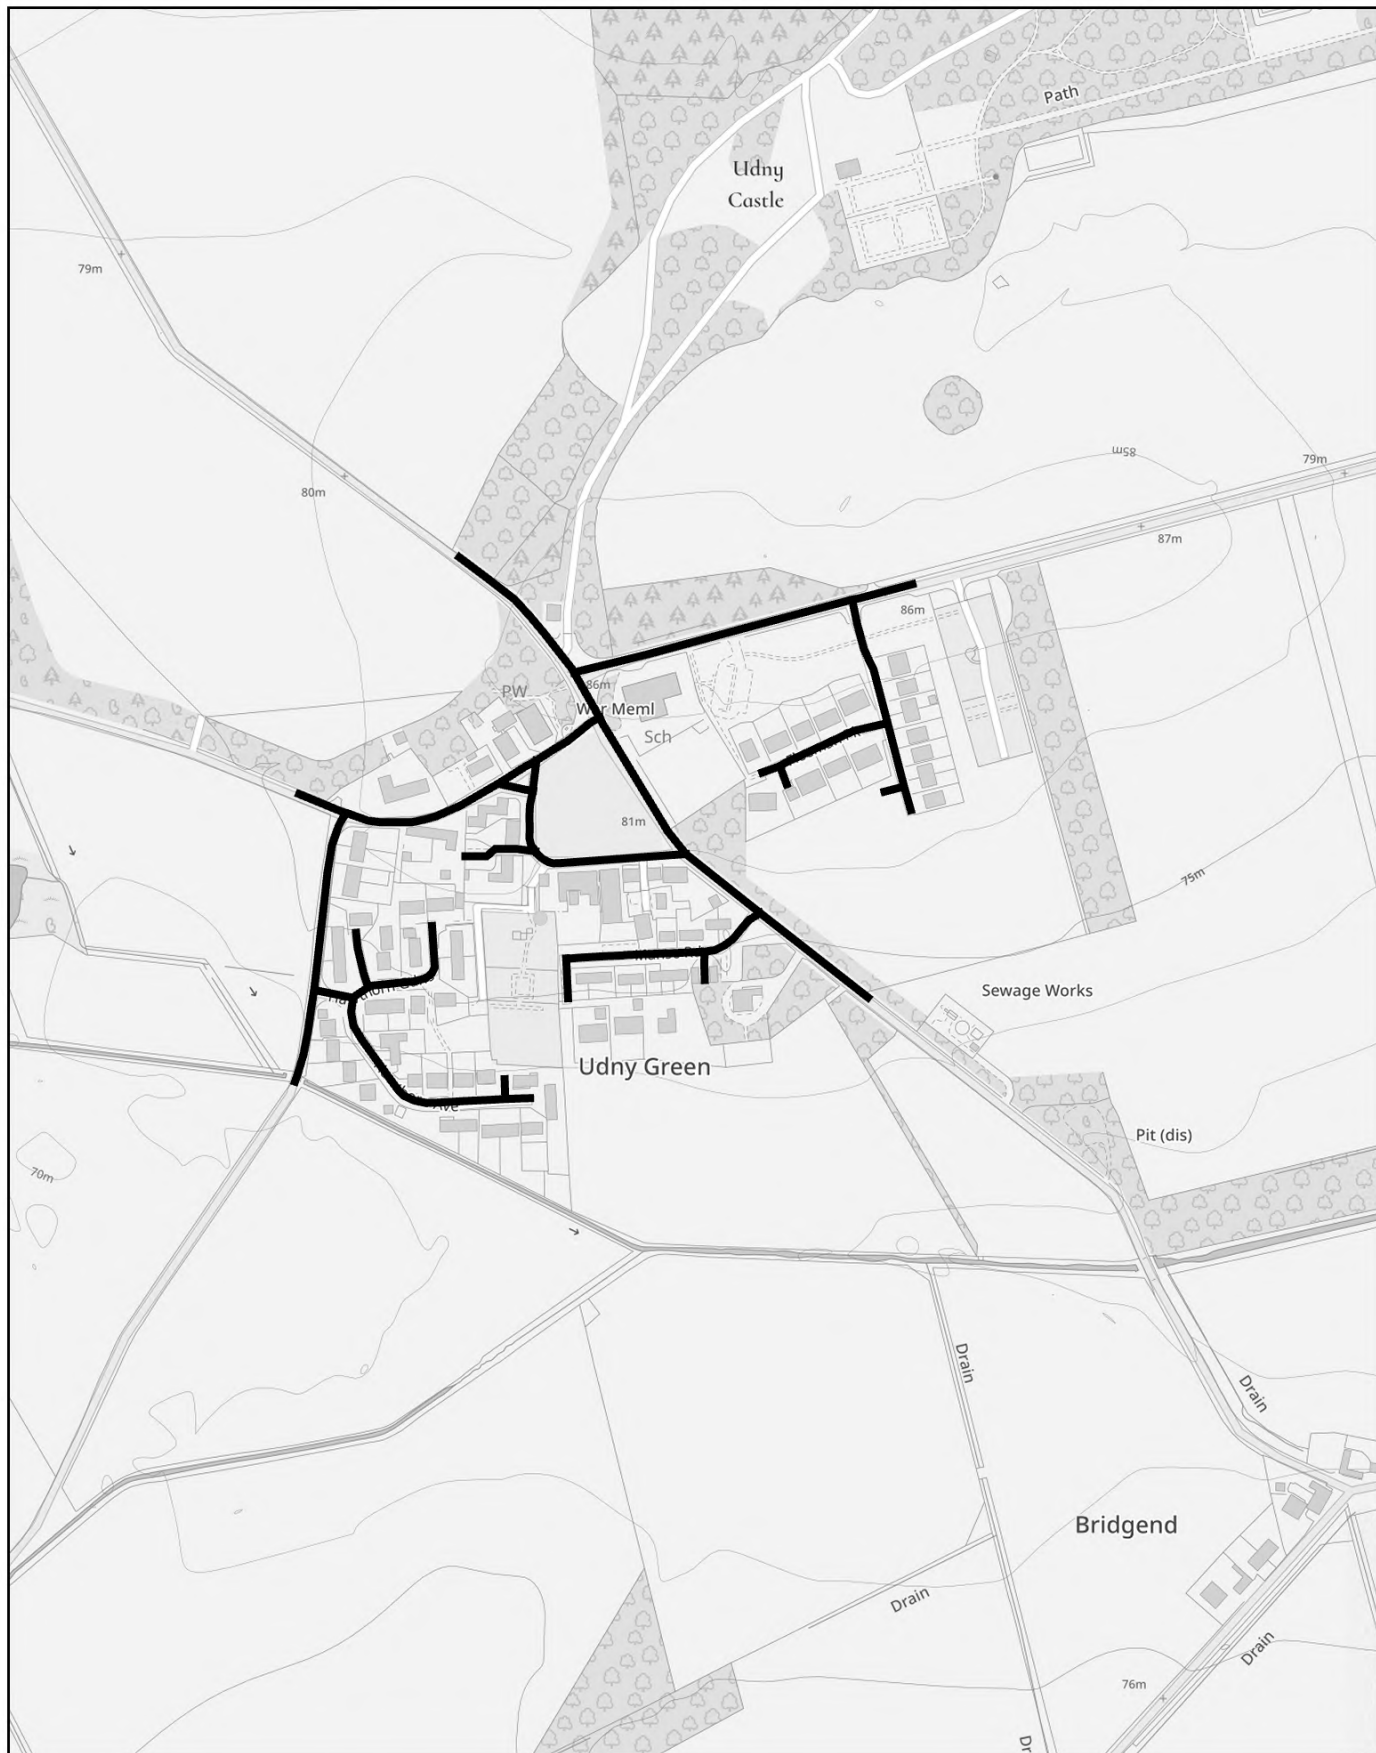 Path
Udny
Castle
79m
85m
79m
80m
87m
86m
PW
86m
War Meml
Sch
81m
75m
Sewage Works
Udny Green
Pit (dis)
70m
Drain
Drain
Bridgend
Drain
Drain
76m
Dr